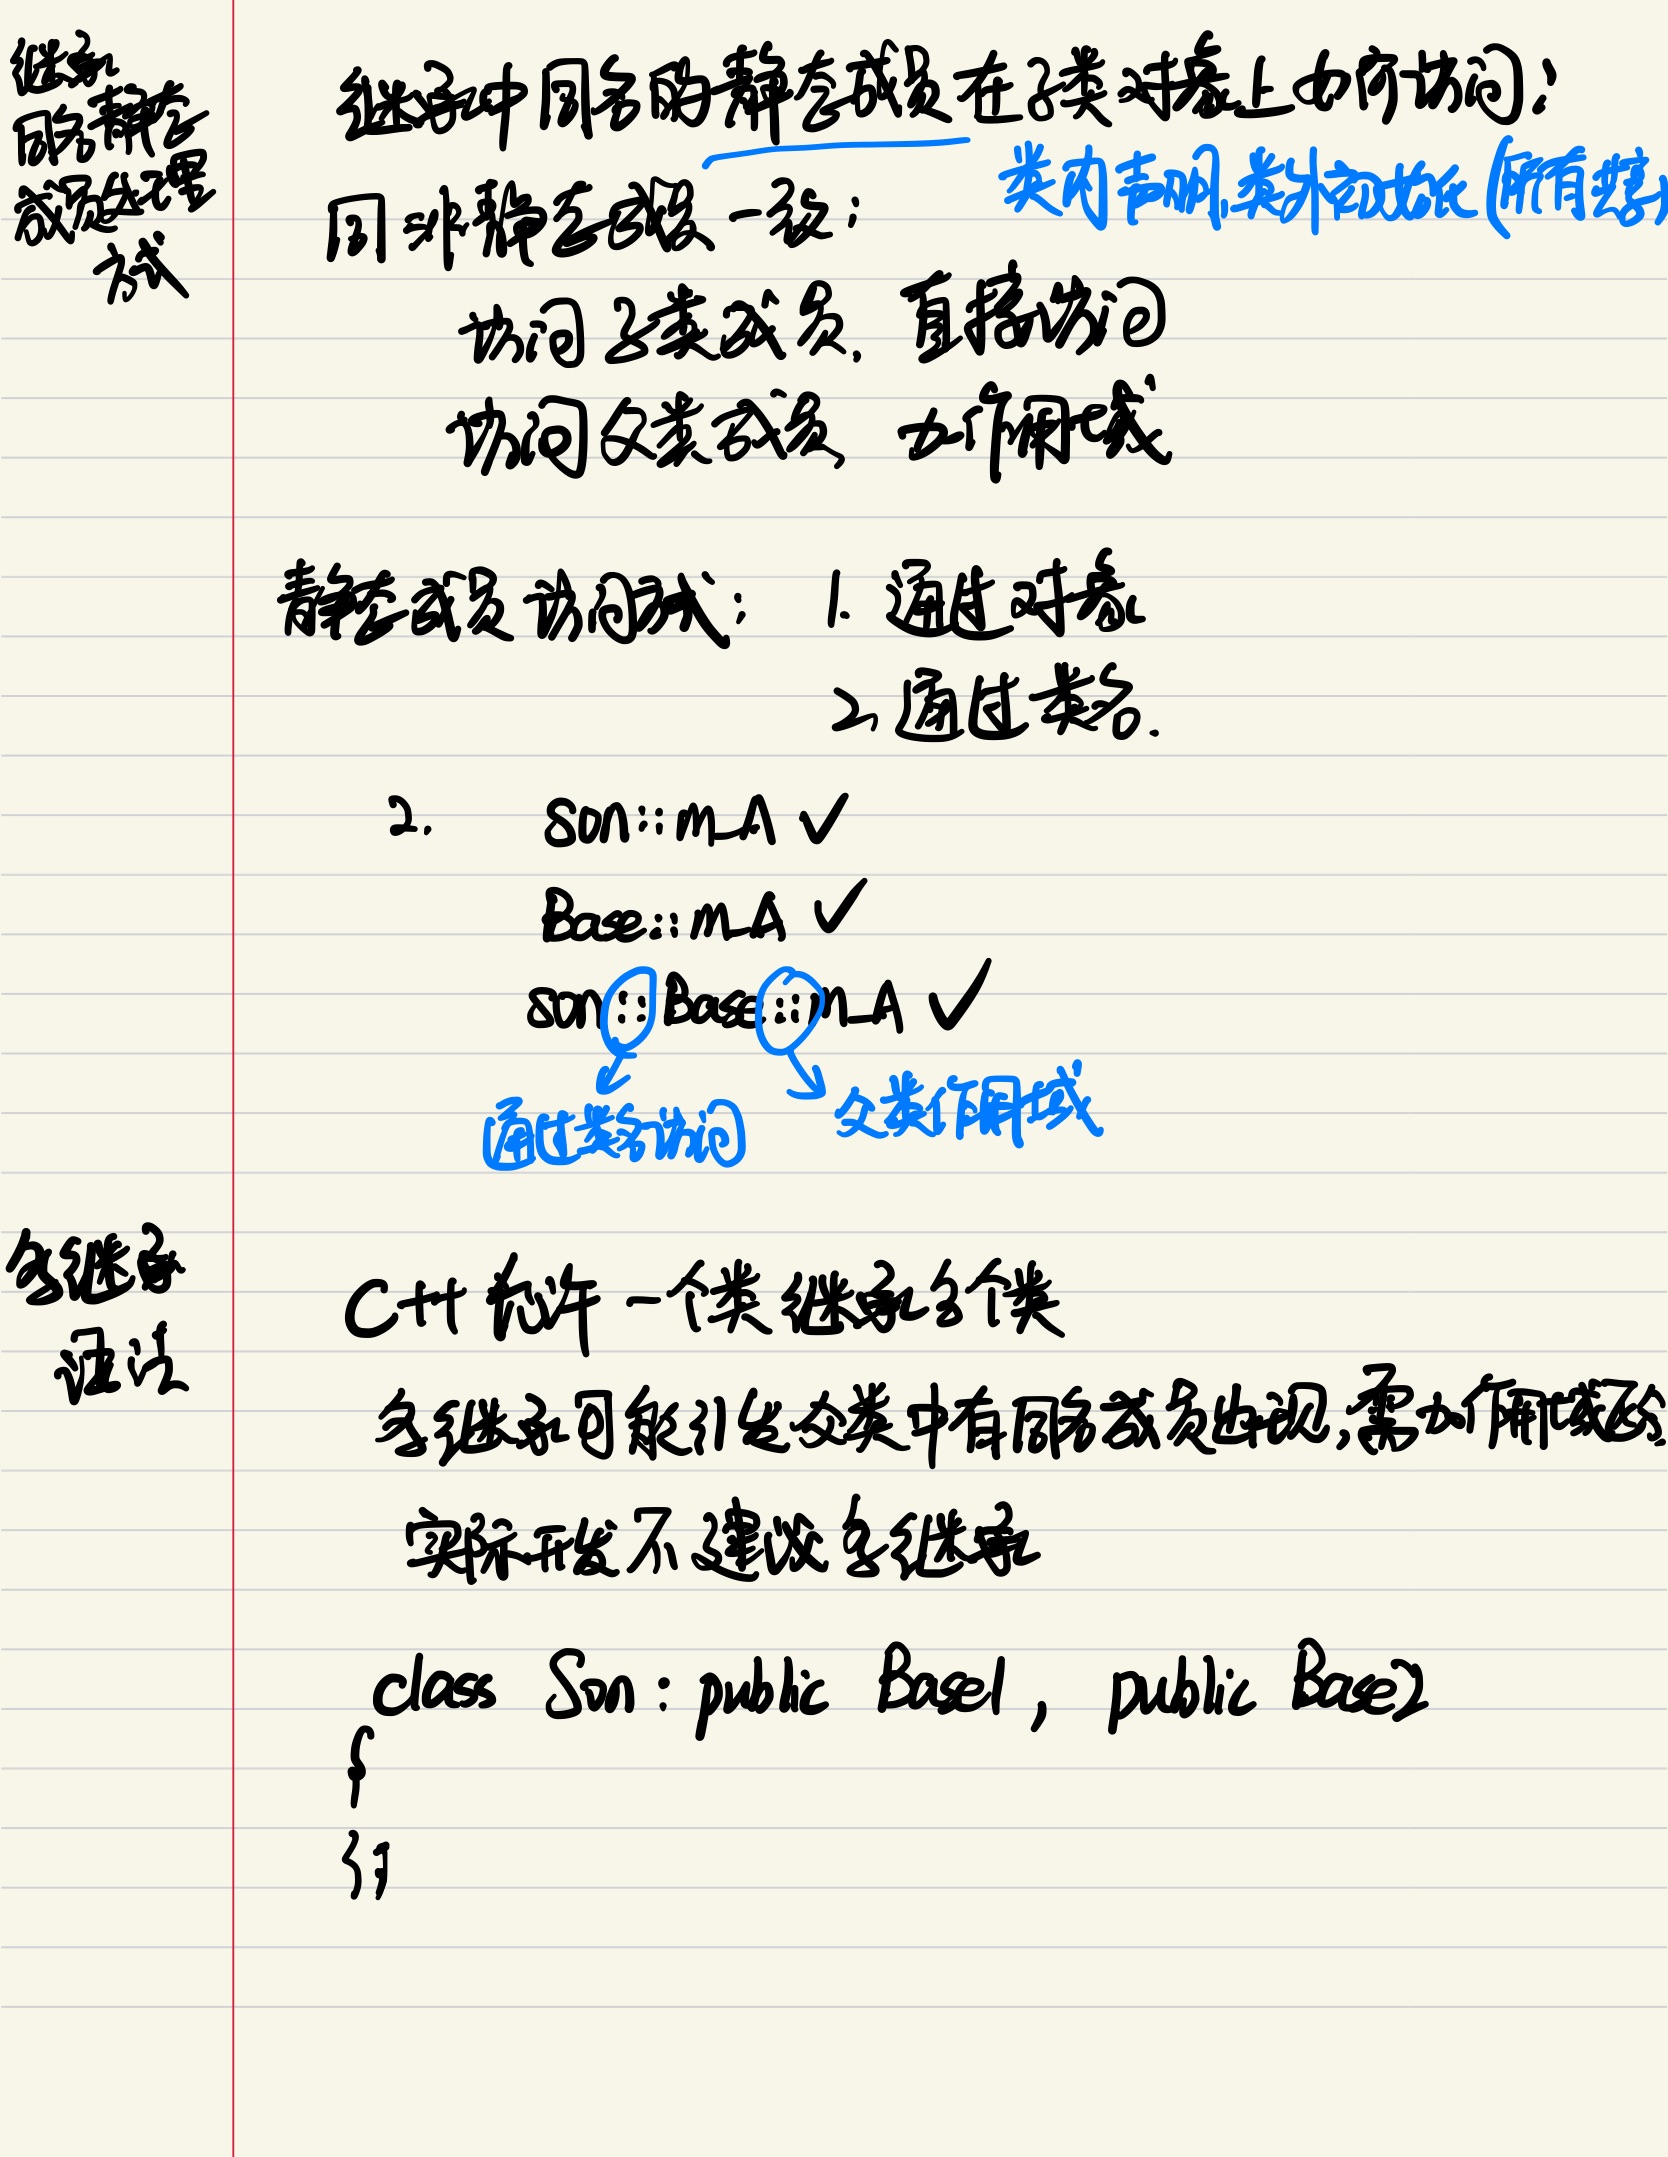 继承
同名静态
成员处理
方式
继承中同名的静态成员在子类对象上如何访问?
类内声明,类外初始化(所有共享)
同非静态成员一致:
访问子类成员,直接访问
访问父类成员,加作用域
静态成员访问方式: 1. 通过对象
2. 通过类名.
2. Son::m_A ✓
Base::m_A ✓
son::Base::m_A ✓
通过类名访问
父类作用域
多继承
语法
C++允许一个类继承多个类
多继承可能引发父类中有同名成员出现,需加作用域区分
实际开发不建议多继承
class Son : public Base1, public Base2
{
};